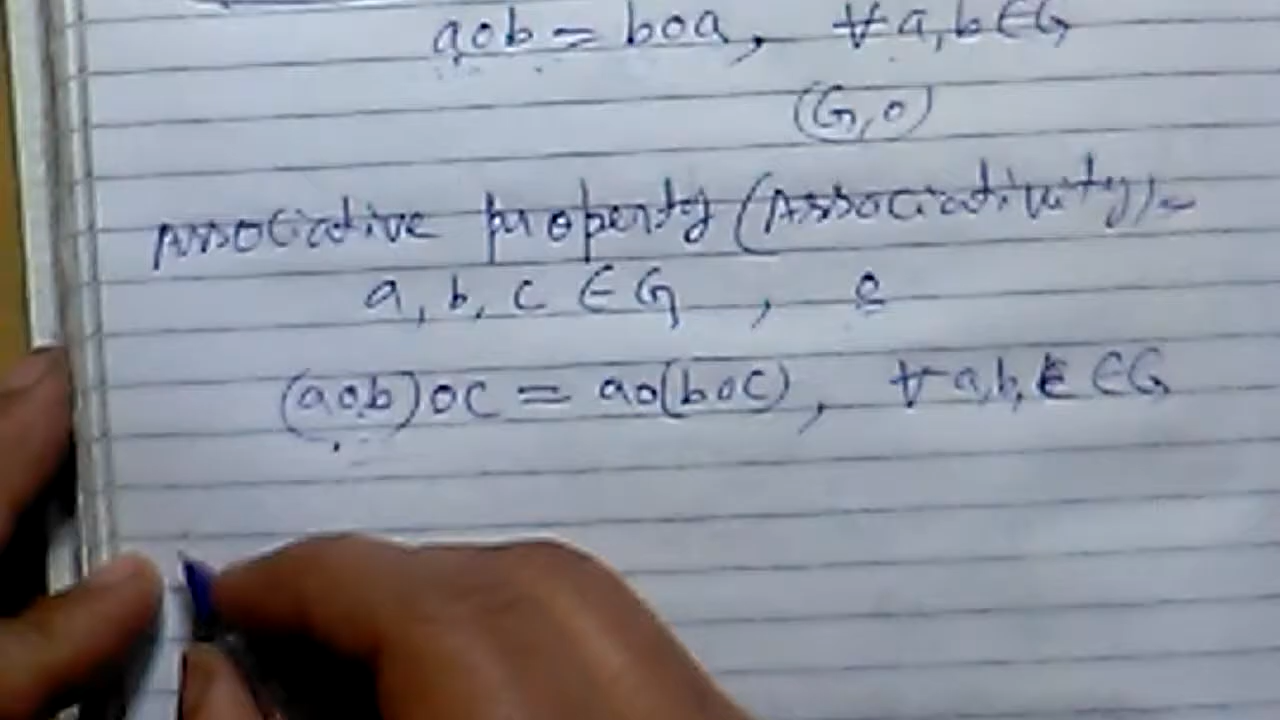 aob = boa, ∀ a, b ∈ G
(G, o)
Associative property (Associativity) ~
a, b, c ∈ G , e
(aob)oc = ao(boc), ∀ a, b, c ∈ G